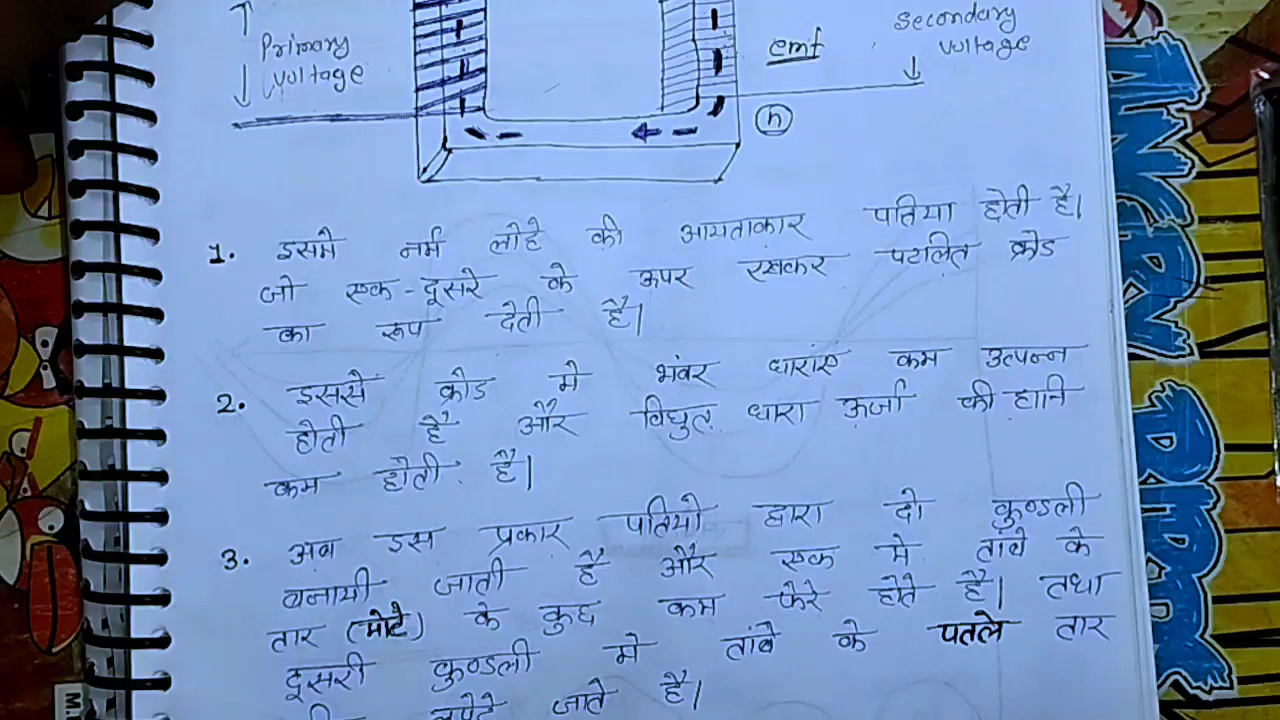 Primary
voltage
emf
Secondary
voltage
h
1. इसमे नर्म लोहे की आयताकार पतिया होती है।
जो एक-दूसरे के ऊपर रखकर पटलित क्रोड
का रूप देती है।
2. इससे क्रोड मे भंवर धाराएं कम उत्पन्न
होती है और विघुत धारा ऊर्जा की हानि
कम होती है।
3. अब इस प्रकार पतियो द्वारा दो कुण्डली
बनायी जाती है और एक मे तांबे के
तार (मोटे) के कुछ कम फेरे होते है। तथा
दूसरी कुण्डली मे तांबे के पतले तार
लपेटे जाते है।
ANGRY BIRD
M.